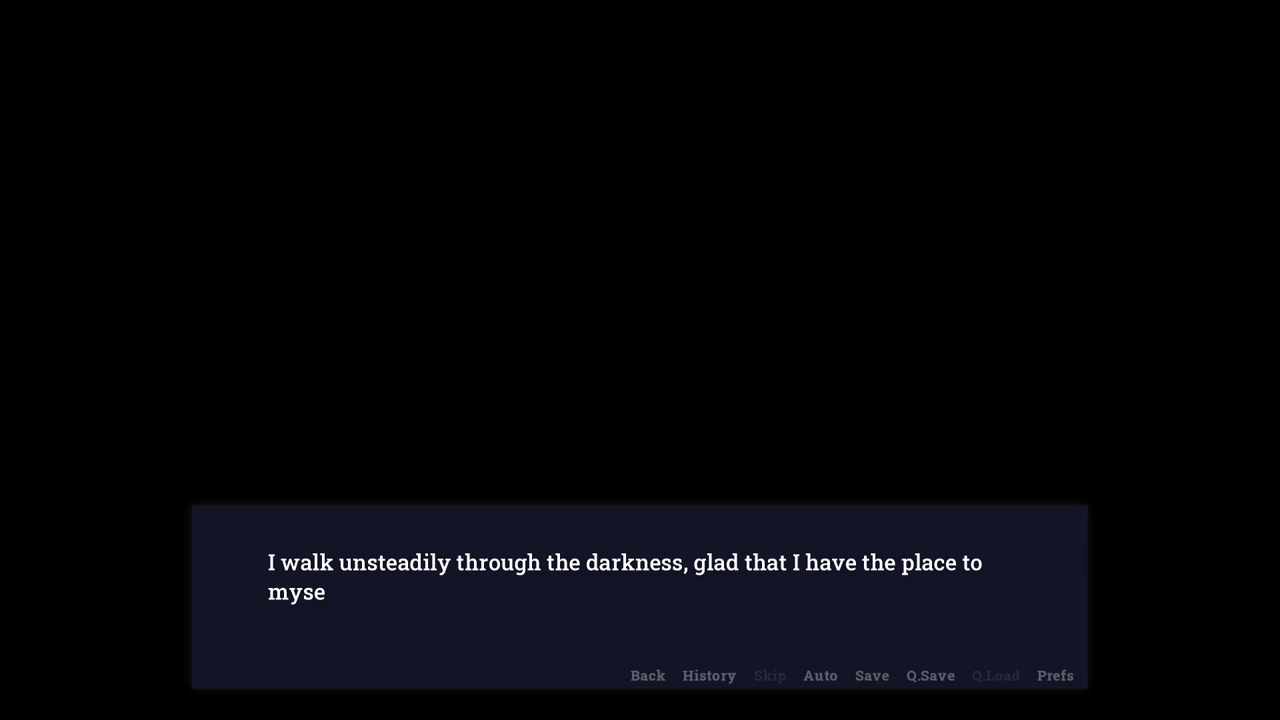 I walk unsteadily through the darkness, glad that I have the place to
myse
Back History Skip Auto Save Q.Save Q.Load Prefs